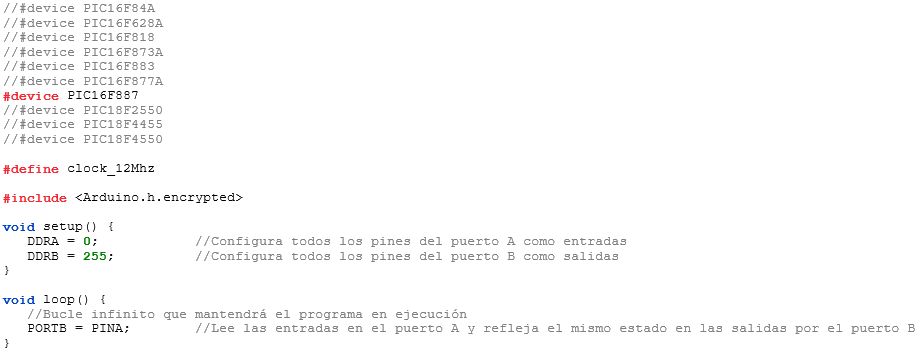 //#device PIC16F84A
//#device PIC16F628A
//#device PIC16F818
//#device PIC16F873A
//#device PIC16F883
//#device PIC16F877A
#device PIC16F887
//#device PIC18F2550
//#device PIC18F4455
//#device PIC18F4550

#define clock_12Mhz

#include <Arduino.h.encrypted>

void setup() {
   DDRA = 0;            //Configura todos los pines del puerto A como entradas
   DDRB = 255;          //Configura todos los pines del puerto B como salidas
}

void loop() {
   //Bucle infinito que mantendrá el programa en ejecución
   PORTB = PINA;        //Lee las entradas en el puerto A y refleja el mismo estado en las salidas por el puerto B
}